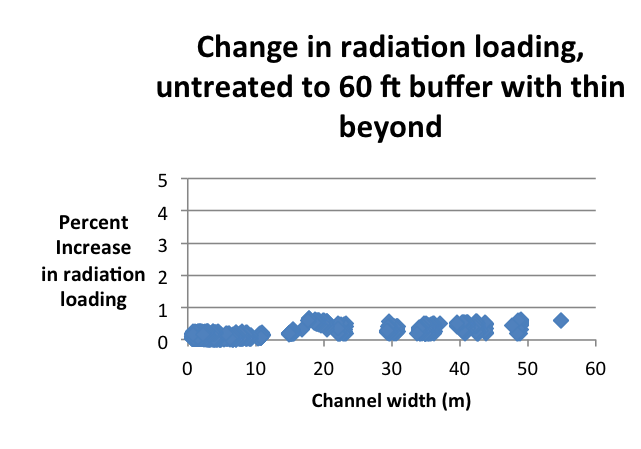 Change in radiation loading,
untreated to 60 ft buffer with thin
beyond
5
4
3
2
1
0
Percent
Increase
in radiation
loading
0 10 20 30 40 50 60
Channel width (m)